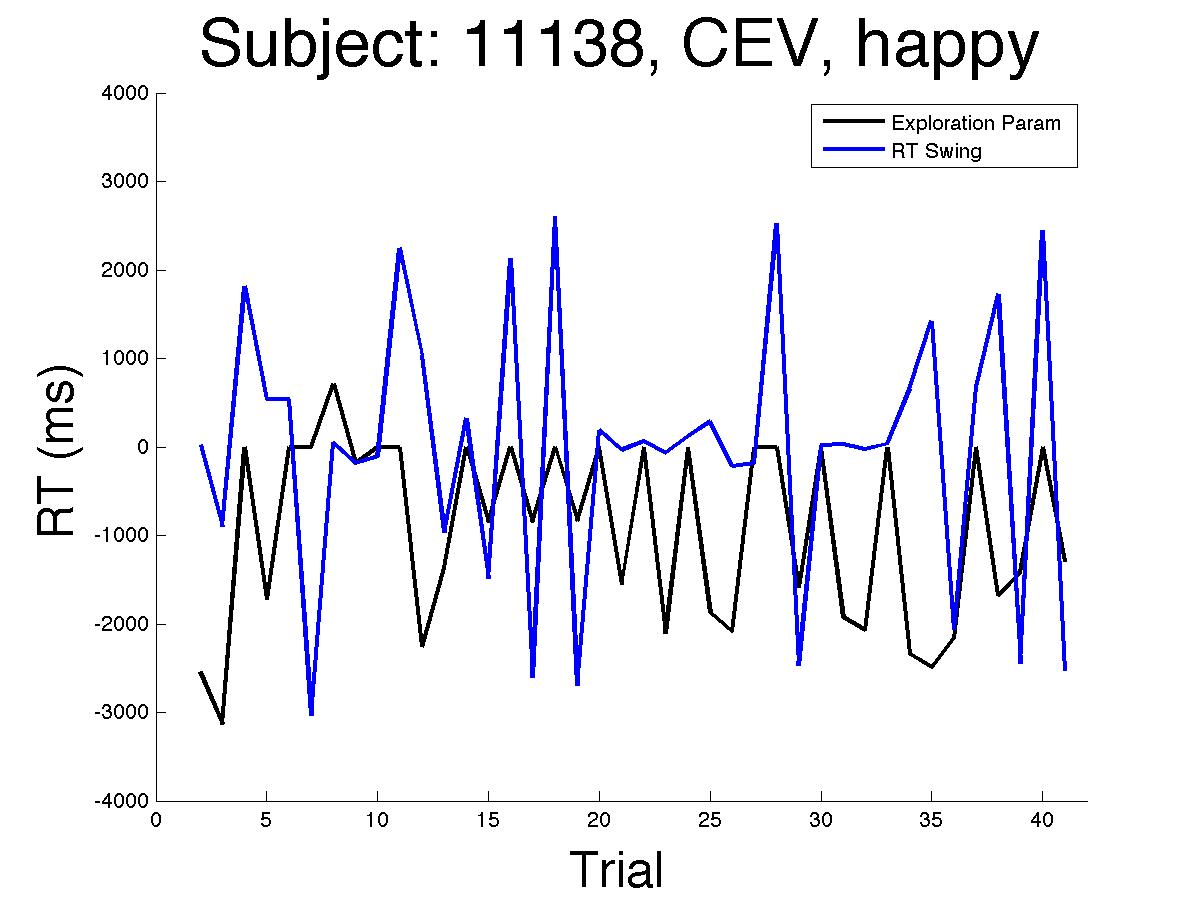 Subject: 11138, CEV, happy
4000
3000
2000
1000
0
-1000
-2000
-3000
-4000
RT (ms)
Exploration Param
RT Swing
0 5 10 15 20 25 30 35 40
Trial